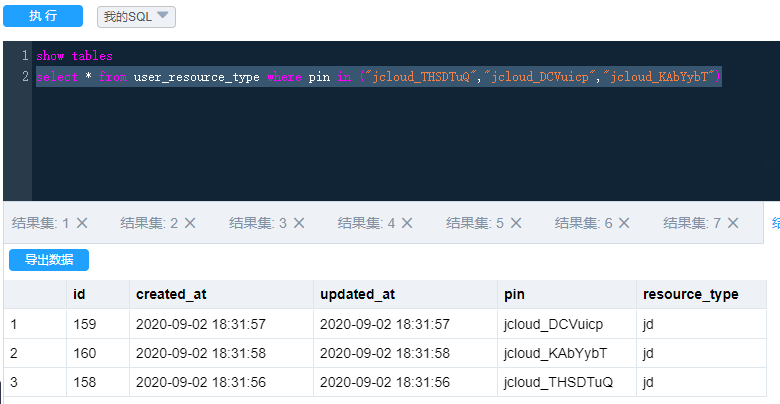 执行 我的SQL
1 show tables
2 select * from user_resource_type where pin in ("jcloud_THSDTuQ","jcloud_DCVuicp","jcloud_KAbYybT")
结果集: 1 × 结果集: 2 × 结果集: 3 × 结果集: 4 × 结果集: 5 × 结果集: 6 × 结果集: 7 ×
导出数据
id created_at updated_at pin resource_type
1 159 2020-09-02 18:31:57 2020-09-02 18:31:57 jcloud_DCVuicp jd
2 160 2020-09-02 18:31:58 2020-09-02 18:31:58 jcloud_KAbYybT jd
3 158 2020-09-02 18:31:56 2020-09-02 18:31:56 jcloud_THSDTuQ jd